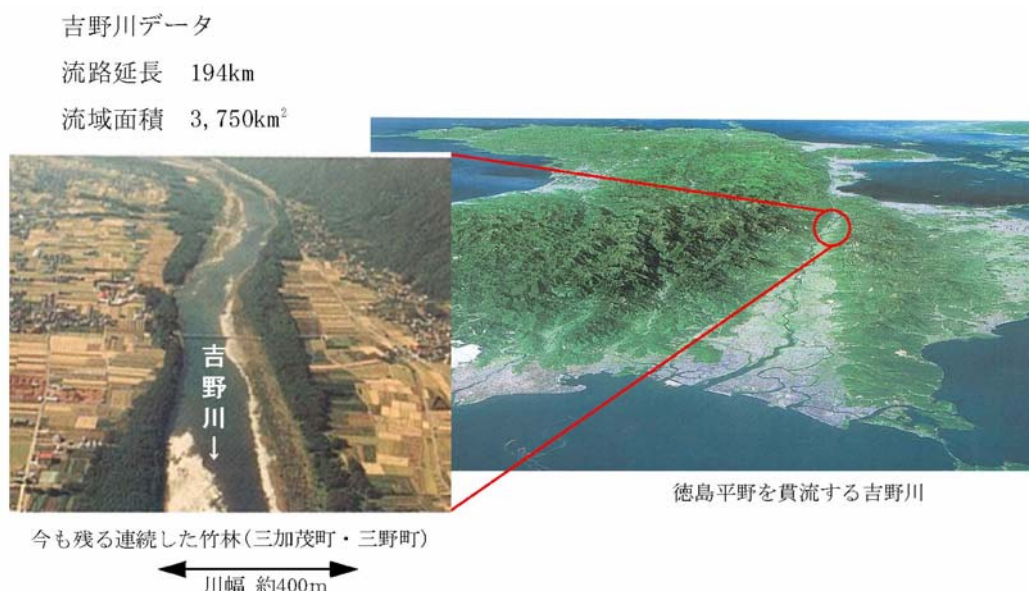 吉野川データ
流路延長 194km
流域面積 3,750km²
吉野川↓
徳島平野を貫流する吉野川
今も残る連続した竹林(三加茂町・三野町)
川幅 約400m